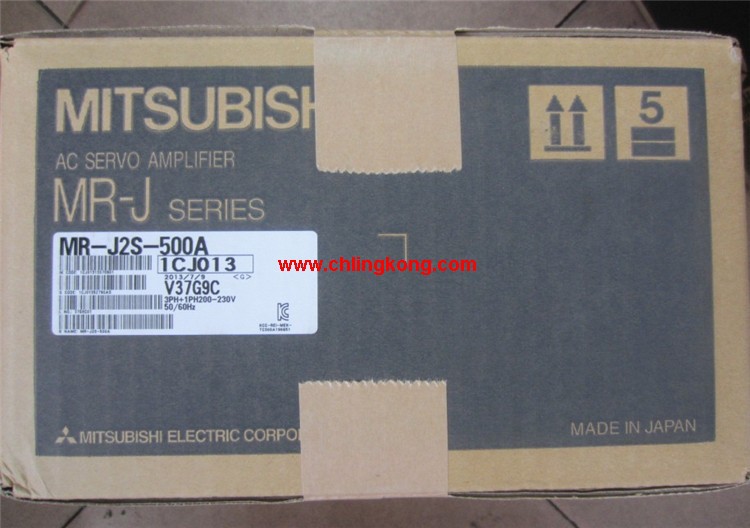 MITSUBISH
5
AC SERVO AMPLIFIER
MR-J SERIES
MR-J2S-500A
1CJ013
2013/7/9 <G>
V37G9C
3PH+1PH200-230V
50/60Hz
www.chlingkong.com
MITSUBISHI ELECTRIC CORPO
MADE IN JAPAN